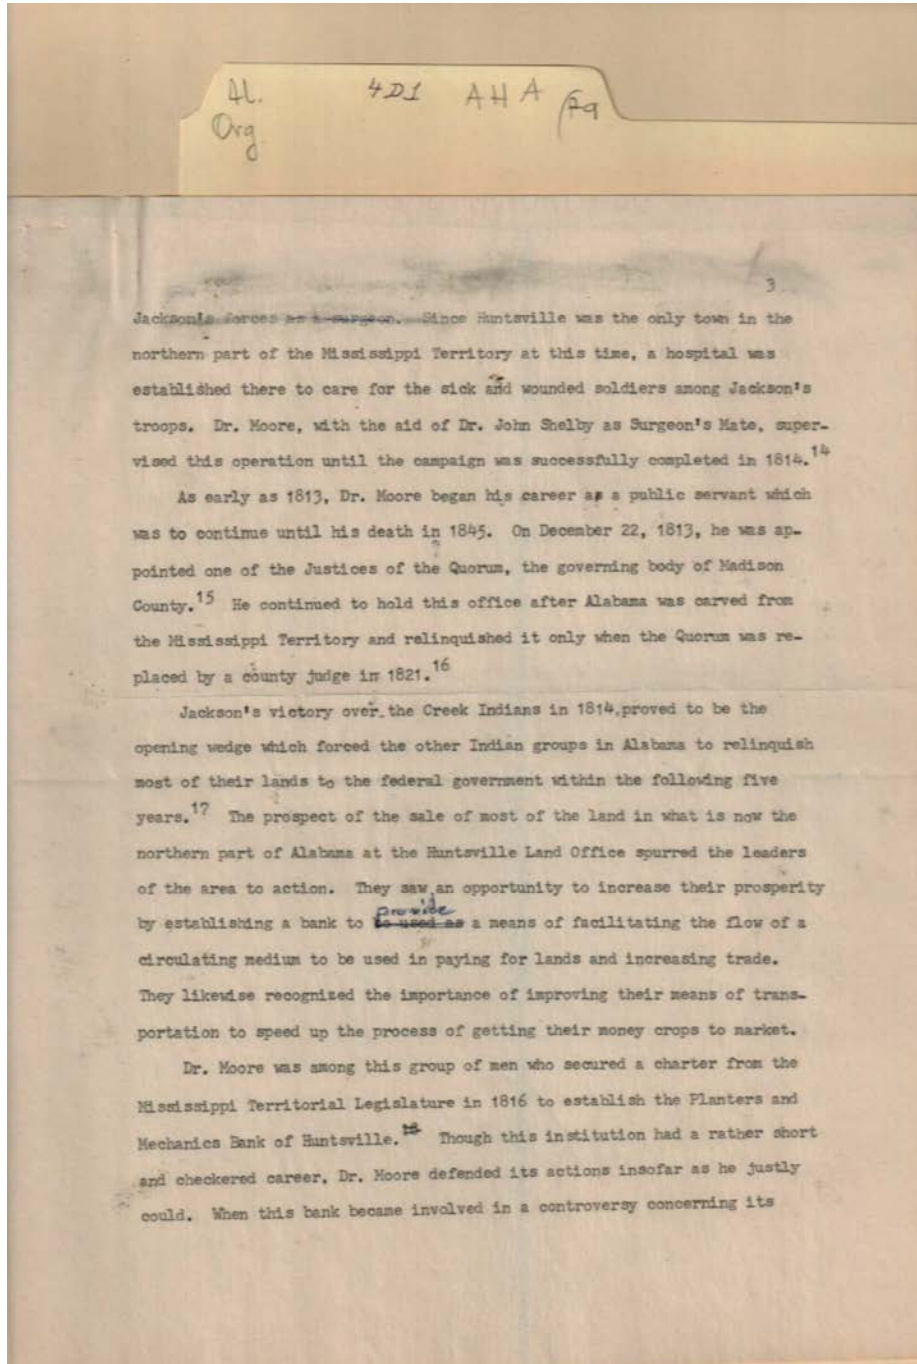 Al. 4D1 AHA
Org
3
Jackson's forces as a surgeon. Since Huntsville was the only town in the
northern part of the Mississippi Territory at this time, a hospital was
established there to care for the sick and wounded soldiers among Jackson's
troops. Dr. Moore, with the aid of Dr. John Shelby as Surgeon's Mate, super-
vised this operation until the campaign was successfully completed in 1814.14
As early as 1813, Dr. Moore began his career as a public servant which
was to continue until his death in 1845. On December 22, 1813, he was ap-
pointed one of the Justices of the Quorum, the governing body of Madison
County.15 He continued to hold this office after Alabama was carved from
the Mississippi Territory and relinquished it only when the Quorum was re-
placed by a county judge in 1821.16
Jackson's victory over the Creek Indians in 1814 proved to be the
opening wedge which forced the other Indian groups in Alabama to relinquish
most of their lands to the federal government within the following five
years.17 The prospect of the sale of most of the land in what is now the
northern part of Alabama at the Huntsville Land Office spurred the leaders
of the area to action. They saw an opportunity to increase their prosperity
provide
by establishing a bank to be used as a means of facilitating the flow of a
circulating medium to be used in paying for lands and increasing trade.
They likewise recognized the importance of improving their means of trans-
portation to speed up the process of getting their money crops to market.
Dr. Moore was among this group of men who secured a charter from the
Mississippi Territorial Legislature in 1816 to establish the Planters and
Mechanics Bank of Huntsville.18 Though this institution had a rather short
and checkered career, Dr. Moore defended its actions insofar as he justly
could. When this bank became involved in a controversy concerning its